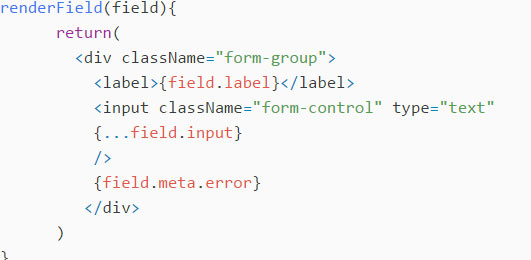 renderField(field){
return(
<div className="form-group">
<label>{field.label}</label>
<input className="form-control" type="text"
{...field.input}
/>
{field.meta.error}
</div>
)
}